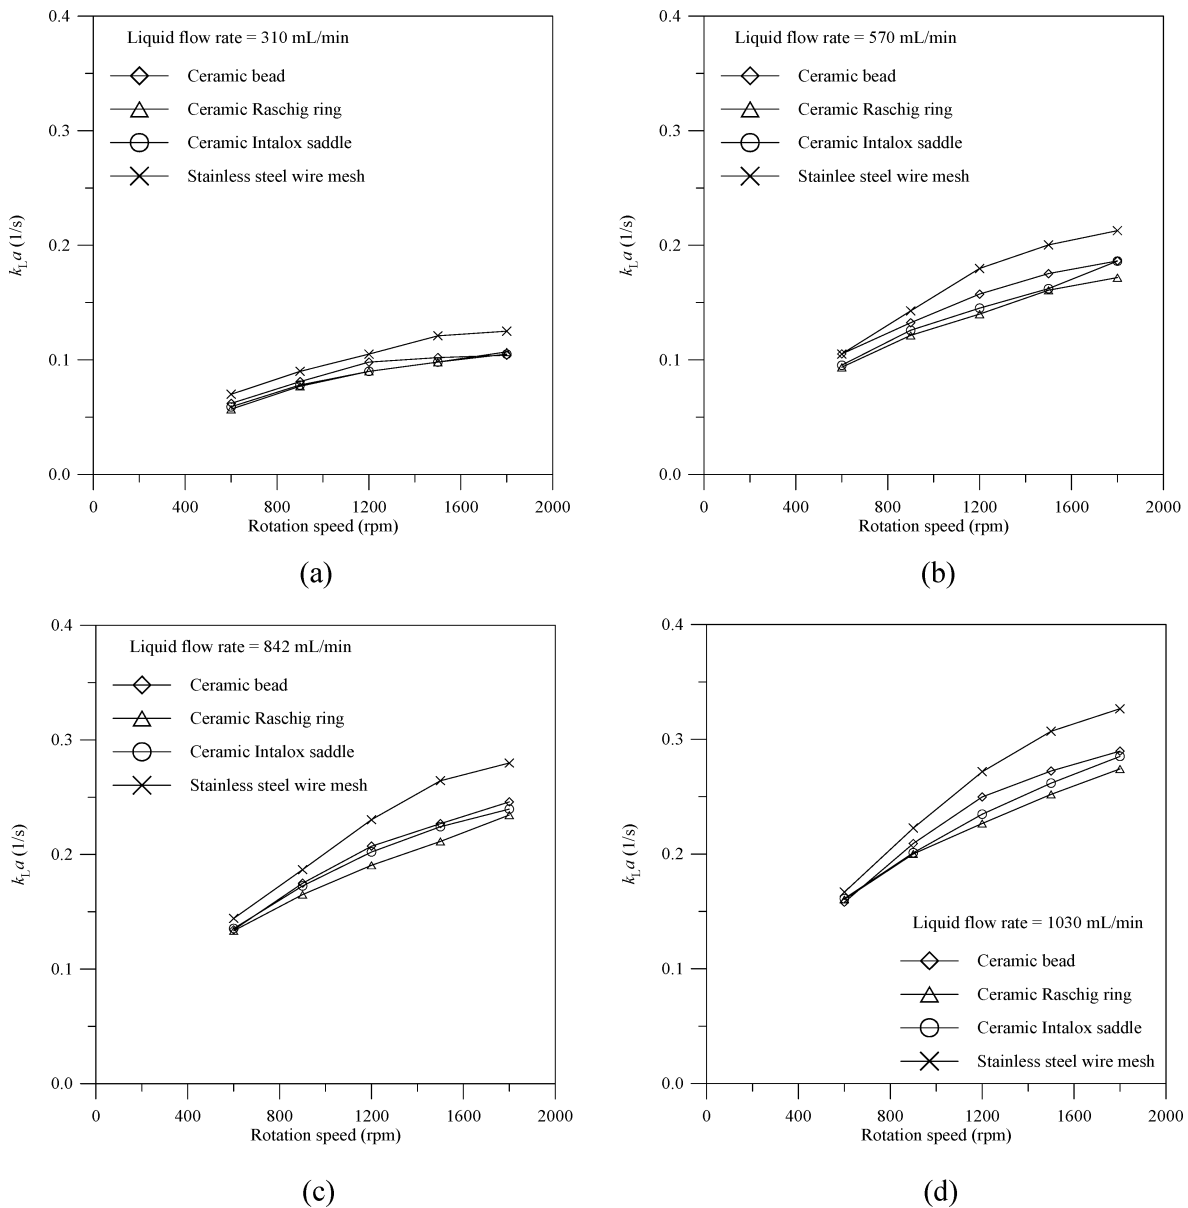 0.4
Liquid flow rate = 310 mL/min
Ceramic bead
Ceramic Raschig ring
Ceramic Intalox saddle
Stainless steel wire mesh
0.3
0.2
0.1
0.0
kLa (1/s)
0 400 800 1200 1600 2000
Rotation speed (rpm)
(a)
0.4
Liquid flow rate = 570 mL/min
Ceramic bead
Ceramic Raschig ring
Ceramic Intalox saddle
Stainlee steel wire mesh
0.3
0.2
0.1
0.0
kLa (1/s)
0 400 800 1200 1600 2000
Rotation speed (rpm)
(b)
0.4
Liquid flow rate = 842 mL/min
Ceramic bead
Ceramic Raschig ring
Ceramic Intalox saddle
Stainless steel wire mesh
0.3
0.2
0.1
0.0
kLa (1/s)
0 400 800 1200 1600 2000
Rotation speed (rpm)
(c)
0.4
0.3
0.2
0.1
0.0
kLa (1/s)
Liquid flow rate = 1030 mL/min
Ceramic bead
Ceramic Raschig ring
Ceramic Intalox saddle
Stainless steel wire mesh
0 400 800 1200 1600 2000
Rotation speed (rpm)
(d)